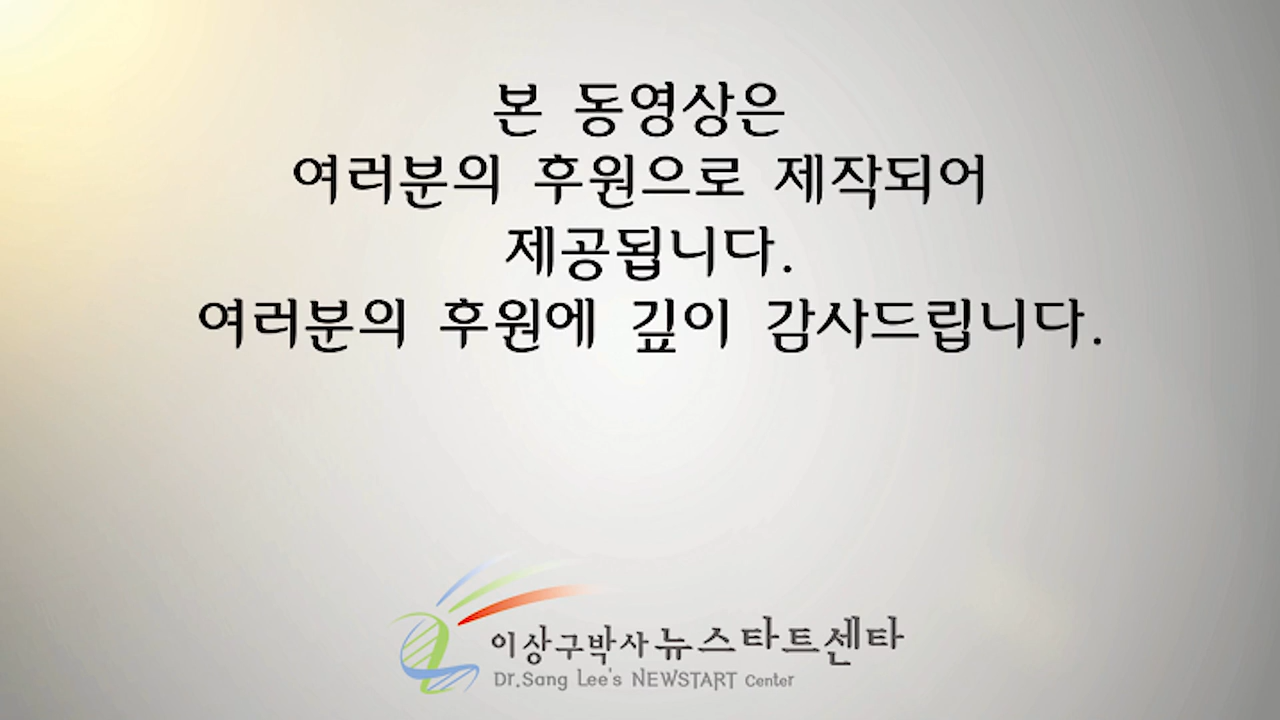 본 동영상은
여러분의 후원으로 제작되어
제공됩니다.
여러분의 후원에 깊이 감사드립니다.
이상구박사 뉴스타트센타
Dr.Sang Lee's NEWSTART Center